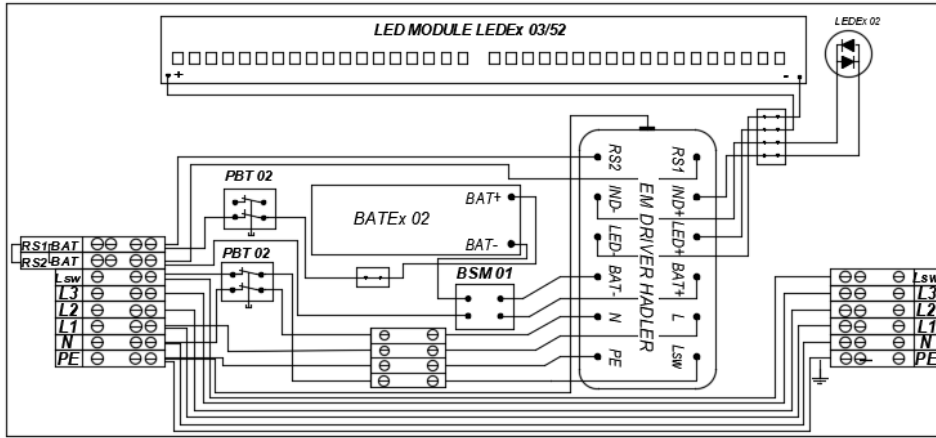 LED MODULE LEDEx 03/52
LEDEx 02
+
-
RS2
RS1
PBT 02
IND-
IND+
BATEx 02
BAT+
BAT-
EM DRIVER HADLER
LED-
LED+
RS1 BAT
RS2 BAT
PBT 02
BSM 01
BAT-
BAT+
Lsw
L3
L2
L1
N
PE
N
L
PE
Lsw
Lsw
L3
L2
L1
N
PE